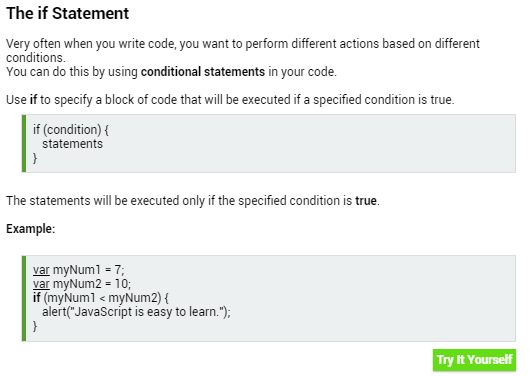 The if Statement
Very often when you write code, you want to perform different actions based on different
conditions.
You can do this by using conditional statements in your code.
Use if to specify a block of code that will be executed if a specified condition is true.
if (condition) {
statements
}
The statements will be executed only if the specified condition is true.
Example:
var myNum1 = 7;
var myNum2 = 10;
if (myNum1 < myNum2) {
alert("JavaScript is easy to learn.");
}
Try It Yourself